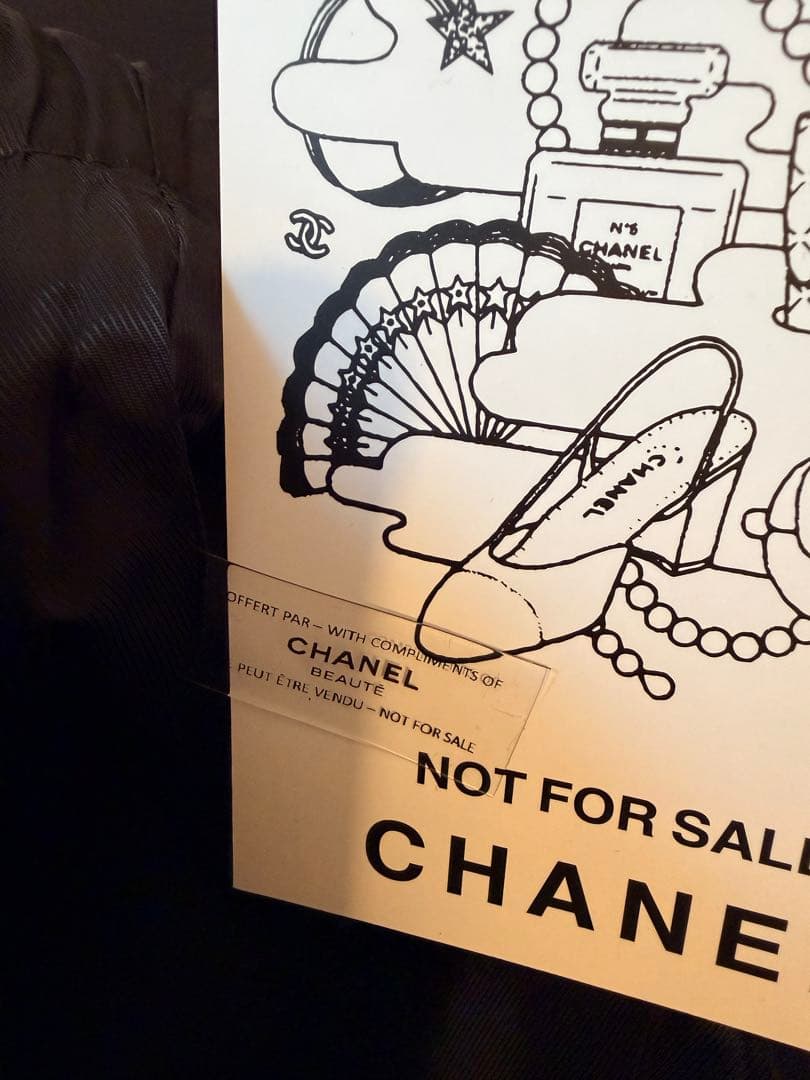 N°5
CHANEL
CHANEL
OFFERT PAR – WITH COMPLIMENTS OF
CHANEL
BEAUTÉ
PEUT ÊTRE VENDU – NOT FOR SALE
NOT FOR SALE
CHANE